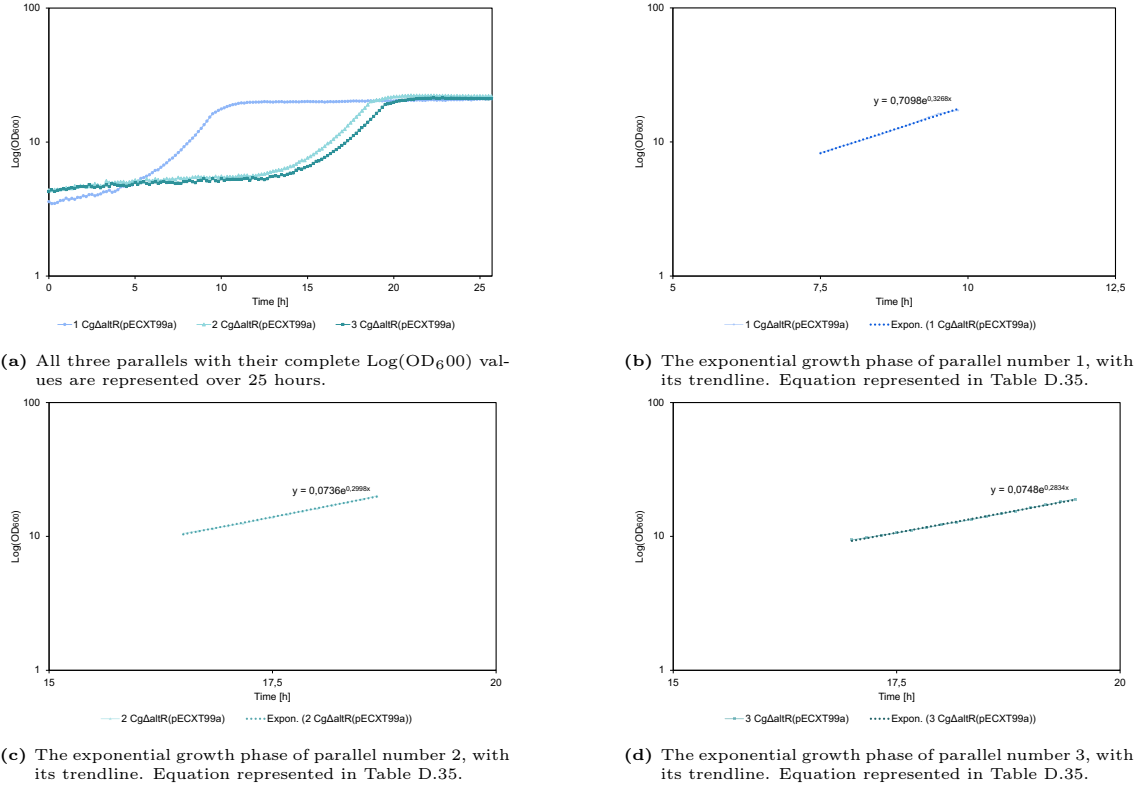 100
10
1
Log(OD600)
0 5 10 15 20 25
Time [h]
1 CgΔaltR(pECXT99a) 2 CgΔaltR(pECXT99a) 3 CgΔaltR(pECXT99a)
(a) All three parallels with their complete Log(OD600) val-
ues are represented over 25 hours.
100
10
1
Log(OD600)
y = 0,7098e0,3268x
5 7,5 10 12,5
Time [h]
1 CgΔaltR(pECXT99a) Expon. (1 CgΔaltR(pECXT99a))
(b) The exponential growth phase of parallel number 1, with
its trendline. Equation represented in Table D.35.
100
10
1
Log(OD600)
y = 0,0736e0,2998x
15 17,5 20
Time [h]
2 CgΔaltR(pECXT99a) Expon. (2 CgΔaltR(pECXT99a))
(c) The exponential growth phase of parallel number 2, with
its trendline. Equation represented in Table D.35.
100
10
1
Log(OD600)
y = 0,0748e0,2834x
15 17,5 20
Time [h]
3 CgΔaltR(pECXT99a) Expon. (3 CgΔaltR(pECXT99a))
(d) The exponential growth phase of parallel number 3, with
its trendline. Equation represented in Table D.35.